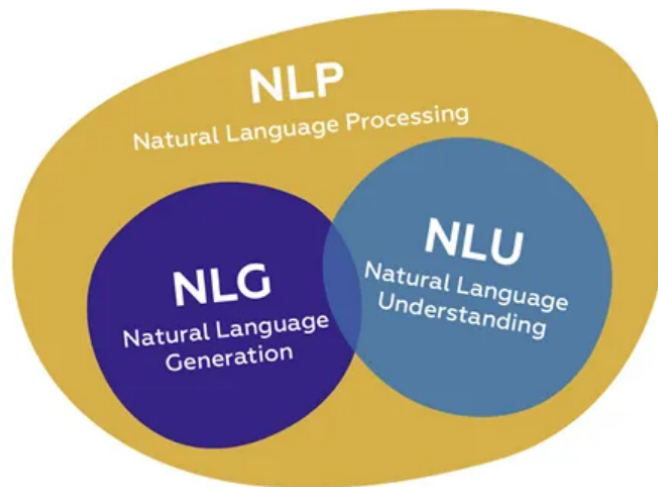 NLP
Natural Language Processing
NLG
Natural Language
Generation
NLU
Natural Language
Understanding